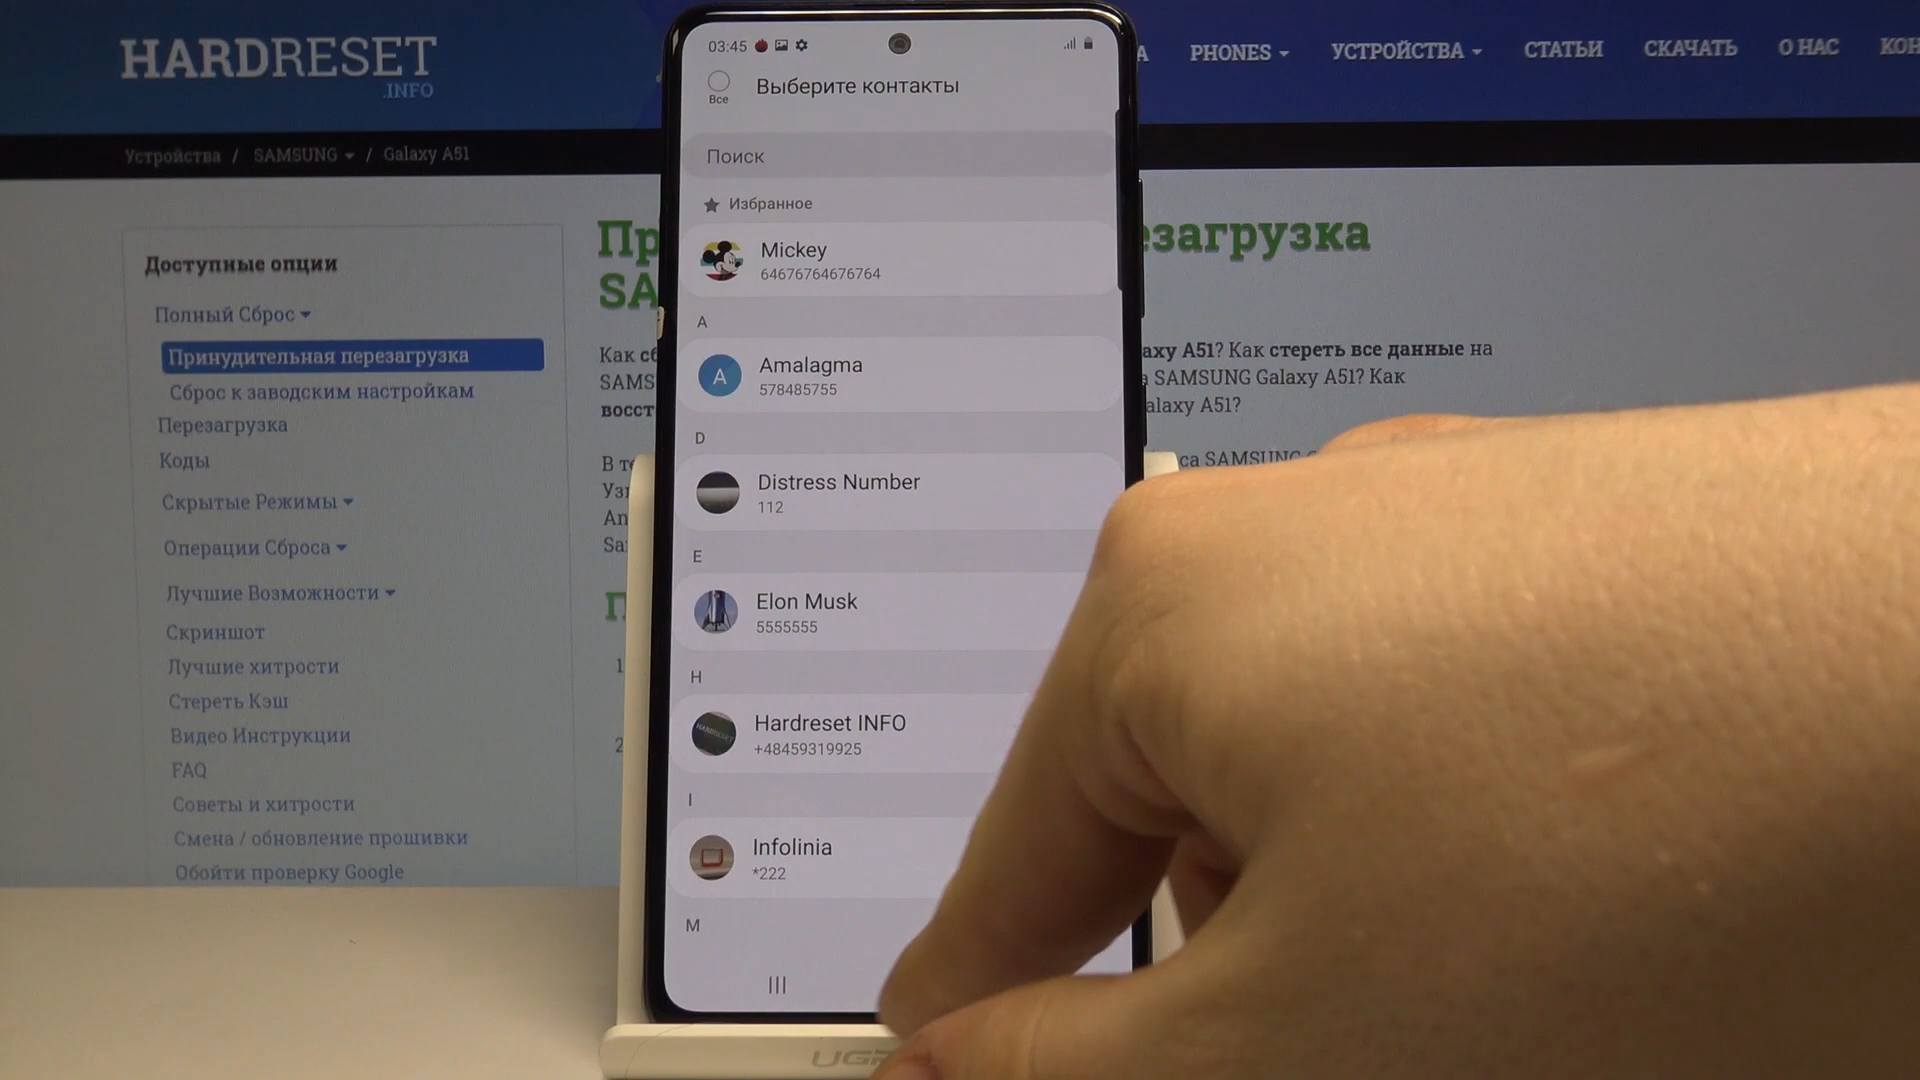 HARDRESET
.INFO
PHONES
УСТРОЙСТВА
СТАТЬИ
СКАЧАТЬ
О НАС
Устройства / SAMSUNG / Galaxy A51
Доступные опции
Полный Сброс
Принудительная перезагрузка
Сброс к заводским настройкам
Перезагрузка
Коды
Скрытые Режимы
Операции Сброса
Лучшие Возможности
Скриншот
Лучшие хитрости
Стереть Кэш
Видео Инструкции
FAQ
Советы и хитрости
Смена / обновление прошивки
Обойти проверку Google
03:45
Все
Выберите контакты
Поиск
Избранное
Mickey
64676764676764
A
Amalagma
578485755
D
Distress Number
112
E
Elon Musk
5555555
H
Hardreset INFO
+48459319925
I
Infolinia
*222
M
Как
A51? Как стереть все данные на
SAMSUNG Galaxy A51? Как
A51?
SAMSUNG